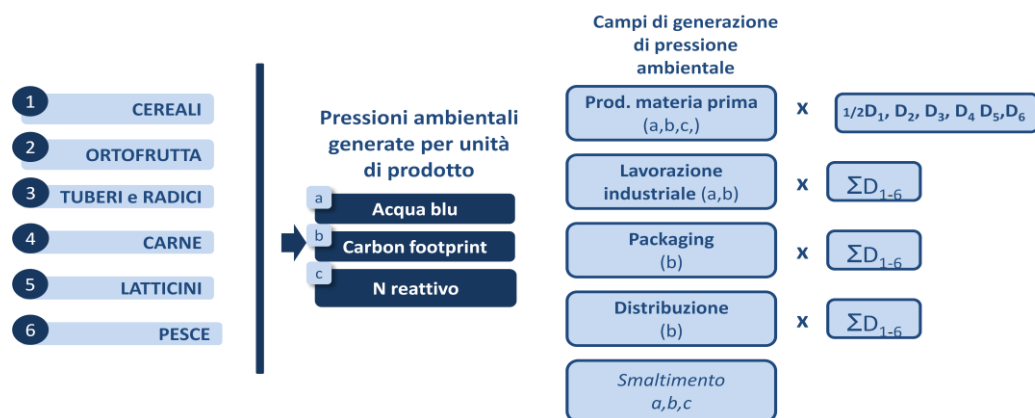 1 CEREALI
2 ORTOFRUTTA
3 TUBERI e RADICI
4 CARNE
5 LATTICINI
6 PESCE
Pressioni ambientali
generate per unità
di prodotto
a Acqua blu
b Carbon footprint
c N reattivo
Campi di generazione
di pressione
ambientale
Prod. materia prima
(a,b,c,)
x 1/2D1, D2, D3, D4 D5,D6
Lavorazione
industriale (a,b)
x ΣD1-6
Packaging
(b)
x ΣD1-6
Distribuzione
(b)
x ΣD1-6
Smaltimento
a,b,c